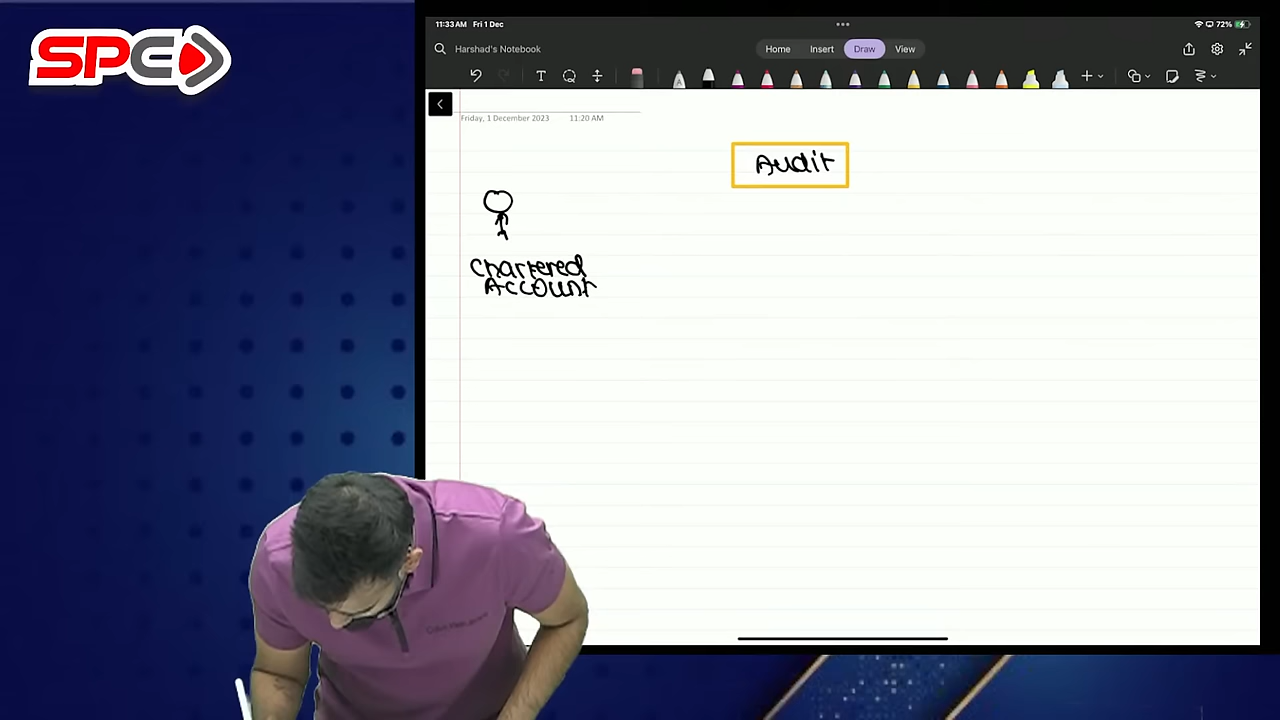 SPC
11:33 AM Fri 1 Dec
72%
Harshad's Notebook
Home Insert Draw View
Friday, 1 December 2023 11:20 AM
Audit
Chartered
Account